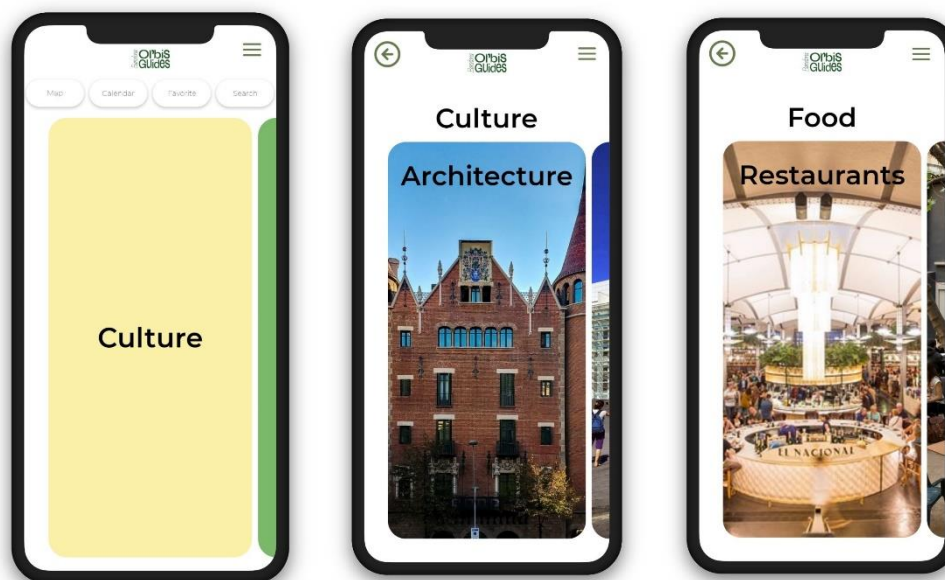 Orbis
Guides
Map
Calendar
Favorite
Search
Culture
Orbis
Guides
Culture
Architecture
Orbis
Guides
Food
Restaurants
EL NACIONAL